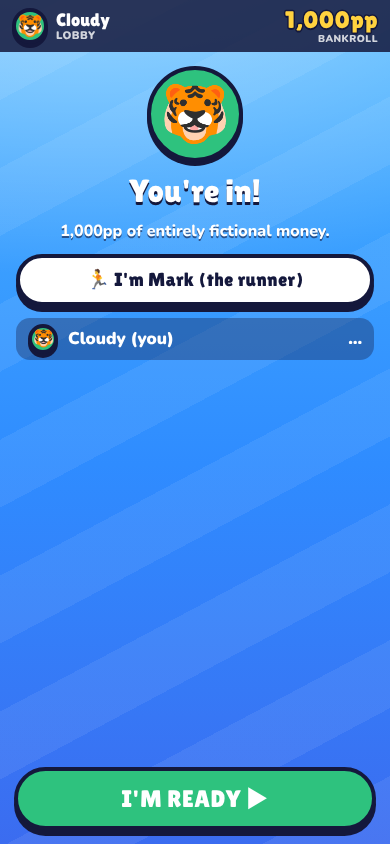 Cloudy
LOBBY
1,000pp
BANKROLL
You're in!
1,000pp of entirely fictional money.
I'm Mark (the runner)
Cloudy (you)
...
I'M READY